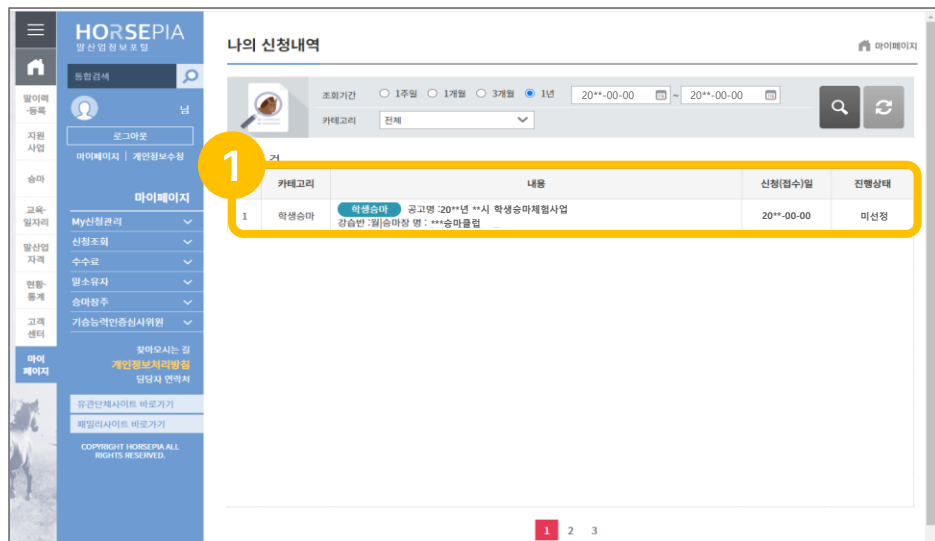 HORSEPIA
말산업정보포털
통합검색
님
로그아웃
마이페이지 | 개인정보수정
마이페이지
My신청관리
신청조회
수수료
말소유자
승마장주
기승능력인증심사위원
찾아오시는 길
개인정보처리방침
담당자 연락처
유관단체사이트 바로가기
패밀리사이트 바로가기
COPYRIGHT HORSEPIA ALL
RIGHTS RESERVED.
말이력
·등록
지원
사업
승마
교육·
일자리
말산업
자격
현황·
통계
고객
센터
마이
페이지
나의 신청내역
마이페이지
조회기간 1주일 1개월 3개월 1년 20**-00-00 ~ 20**-00-00
카테고리 전체
1
건
카테고리 내용 신청(접수)일 진행상태
1 학생승마 학생승마 공고명 :20**년 **시 학생승마체험사업 20**-00-00 미선정
강습반 :월|승마장 명 : ***승마클럽
1 2 3